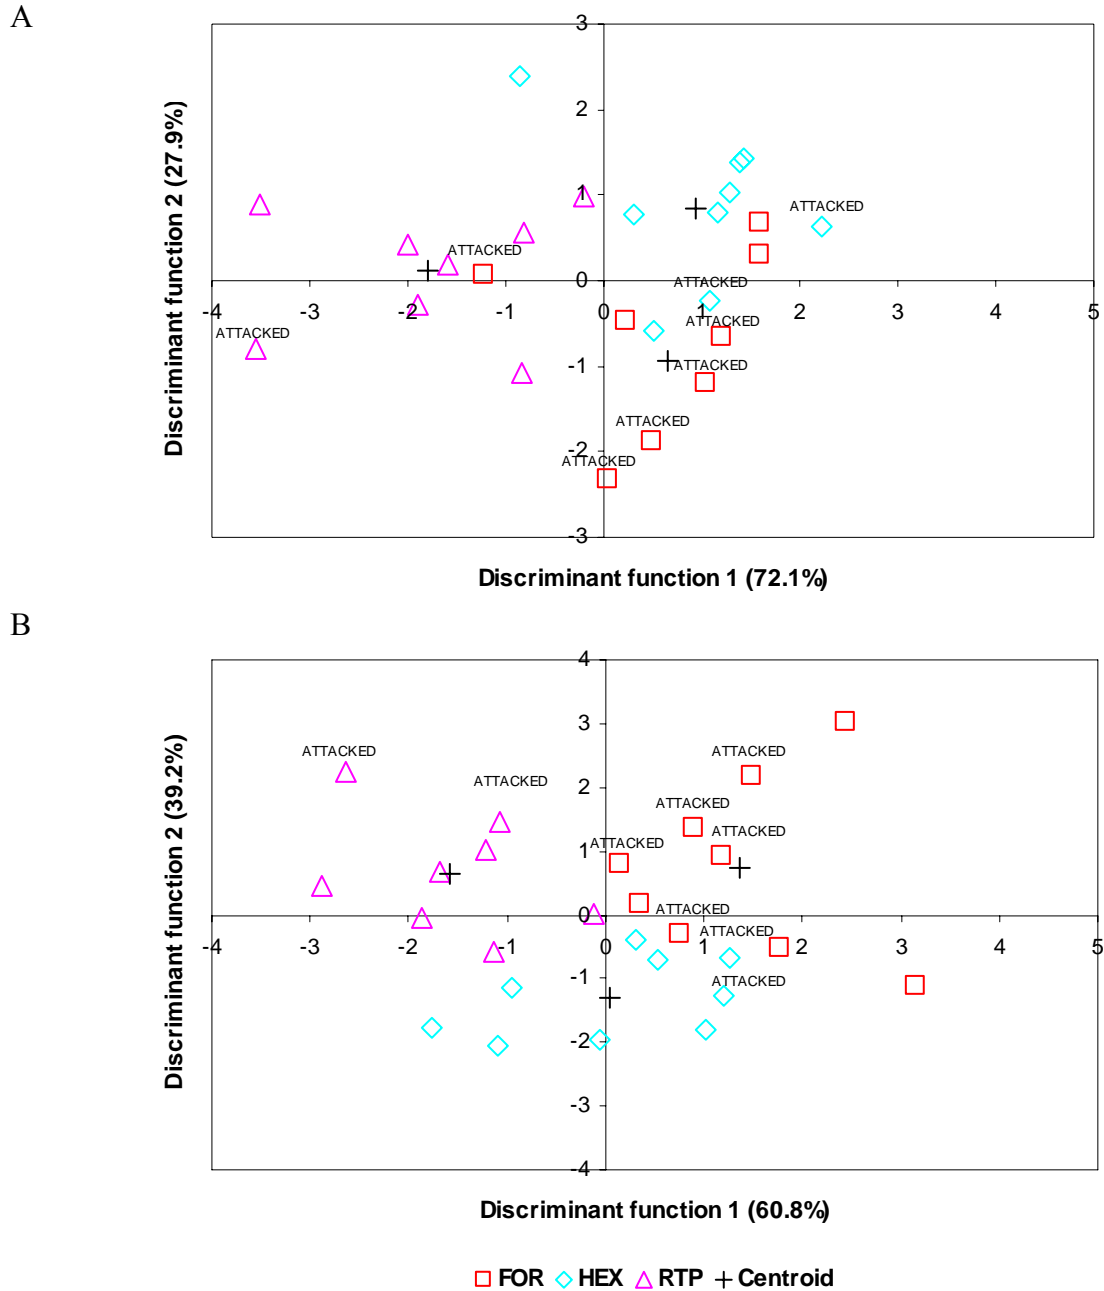 A
3
2
1
0
-1
-2
-3
-4 -3 -2 -1 0 1 2 3 4 5
ATTACKED
ATTACKED
ATTACKED
ATTACKED
ATTACKED
ATTACKED
ATTACKED
ATTACKED
Discriminant function 2 (27.9%)
Discriminant function 1 (72.1%)
B
4
3
2
1
0
-1
-2
-3
-4
-4 -3 -2 -1 0 1 2 3 4 5
ATTACKED
ATTACKED
ATTACKED
ATTACKED
ATTACKED
ATTACKED
ATTACKED
ATTACKED
ATTACKED
Discriminant function 2 (39.2%)
Discriminant function 1 (60.8%)
FOR HEX RTP Centroid